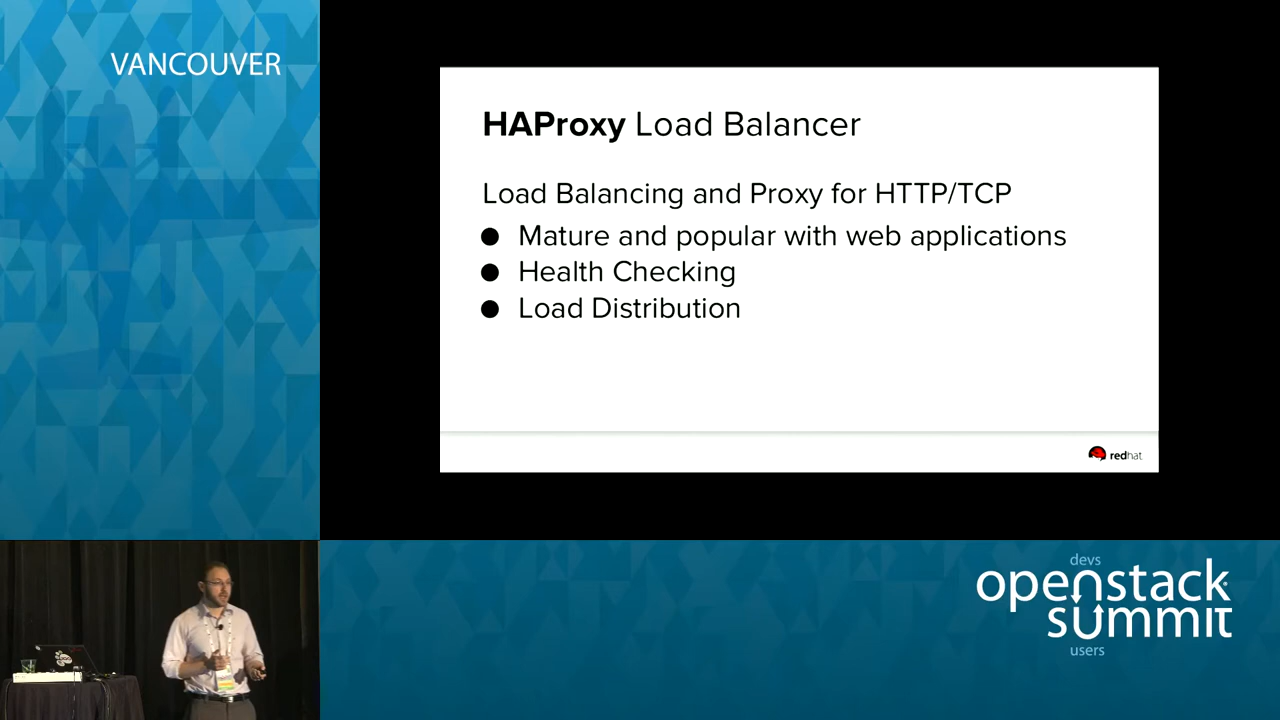 VANCOUVER
HAProxy Load Balancer
Load Balancing and Proxy for HTTP/TCP
● Mature and popular with web applications
● Health Checking
● Load Distribution
redhat
devs
openstack
summit
users